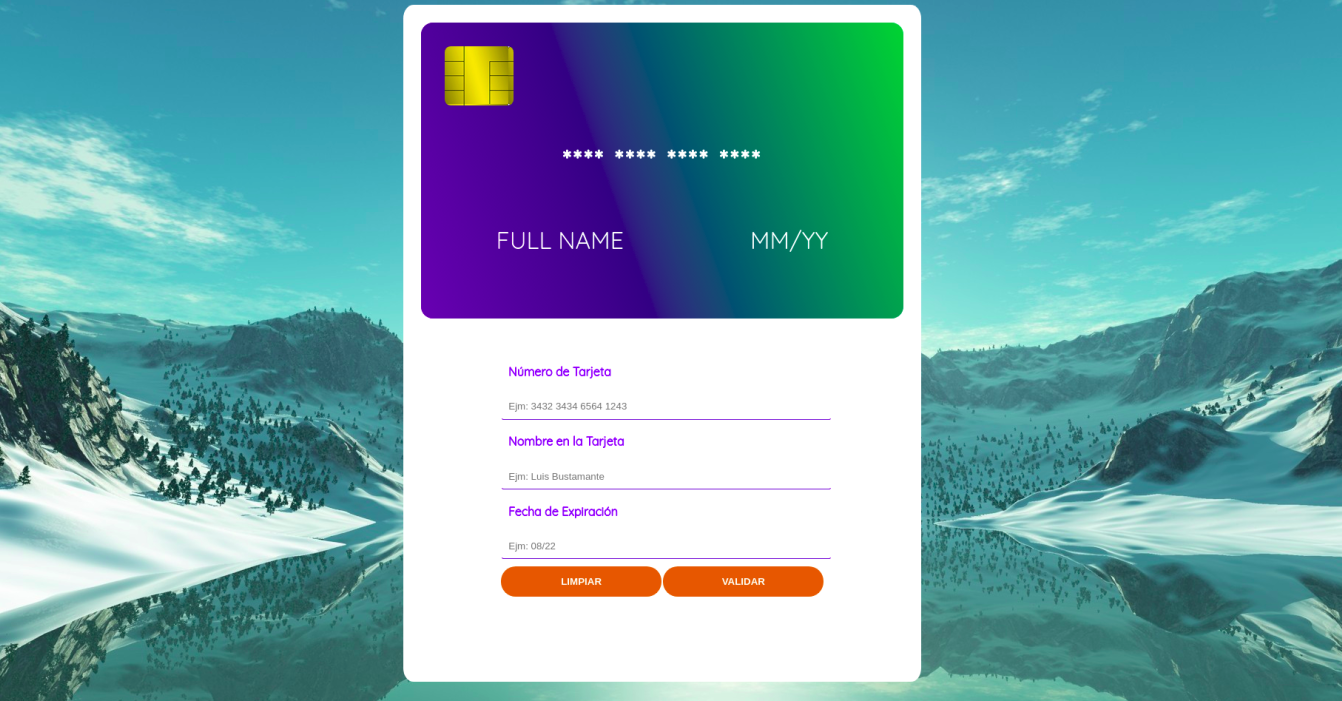 **** **** **** ****
FULL NAME MM/YY
Número de Tarjeta
Ejm: 3432 3434 6564 1243
Nombre en la Tarjeta
Ejm: Luis Bustamante
Fecha de Expiración
Ejm: 08/22
LIMPIAR VALIDAR